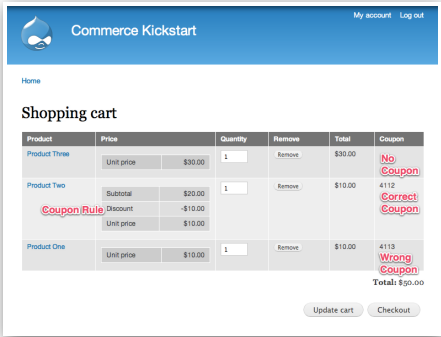 My account Log out
Commerce Kickstart
Home
Shopping cart
Product Price Quantity Remove Total Coupon
Product Three Unit price $30.00 1 Remove $30.00 No
Coupon
Product Two Subtotal $20.00 1 Remove $10.00 4112
Coupon Rule Discount -$10.00 Correct
Coupon
Unit price $10.00
Product One Unit price $10.00 1 Remove $10.00 4113
Wrong
Coupon
Total: $50.00
Update cart Checkout